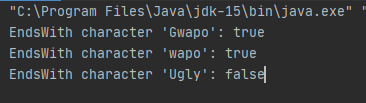 "C:\Program Files\Java\jdk-15\bin\java.exe" "
EndsWith character 'Gwapo': true
EndsWith character 'wapo': true
EndsWith character 'Ugly': false